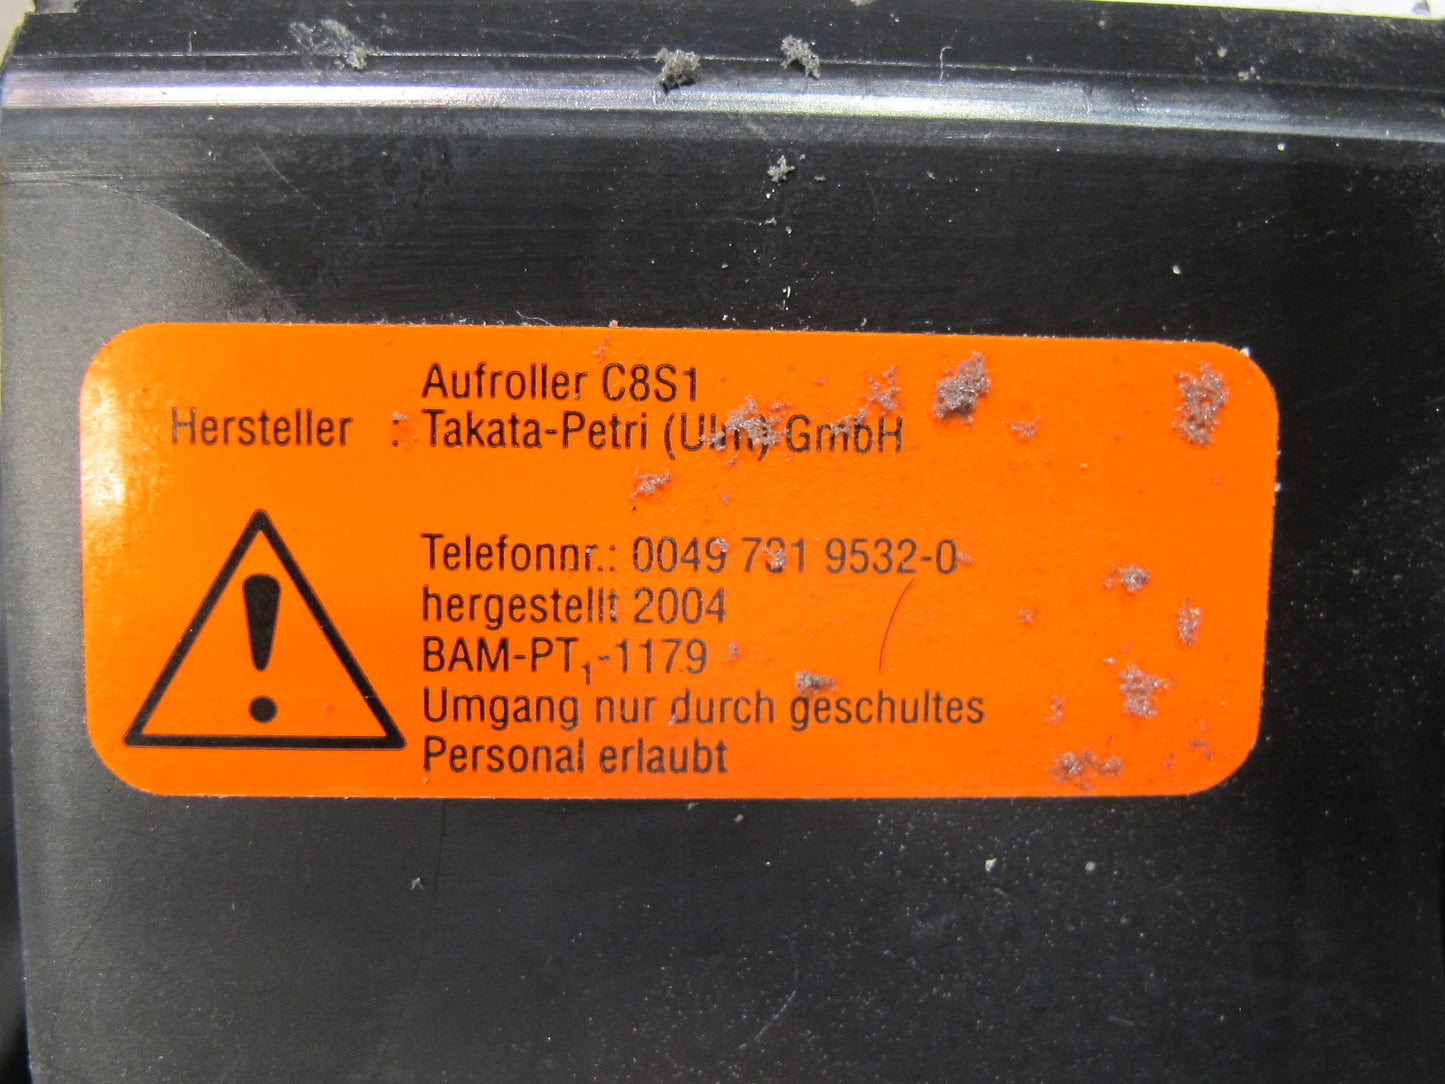 Aufroller C8S1
Hersteller : Takata-Petri (Ulm) GmbH
Telefonnr.: 0049 731 9532-0
hergestellt 2004
BAM-PT₁-1179
Umgang nur durch geschultes
Personal erlaubt